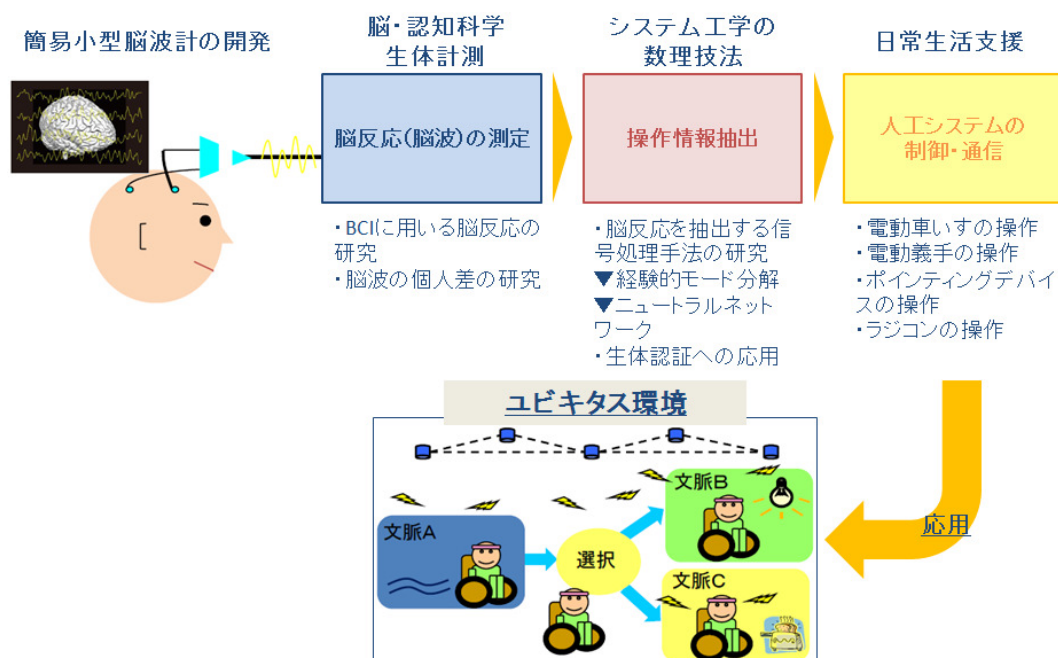 簡易小型脳波計の開発
脳・認知科学
生体計測
システム工学の
数理技法
日常生活支援
脳反応(脳波)の測定
操作情報抽出
人工システムの
制御・通信
・BCIに用いる脳反応の
研究
・脳波の個人差の研究
・脳反応を抽出する信
号処理手法の研究
▼経験的モード分解
▼ニュートラルネット
ワーク
・生体認証への応用
・電動車いすの操作
・電動義手の操作
・ポインティングデバイ
スの操作
・ラジコンの操作
ユビキタス環境
文脈A
選択
文脈B
文脈C
応用